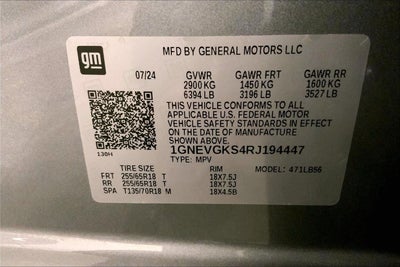 gm
MFD BY GENERAL MOTORS LLC
07/24 GVWR GAWR FRT GAWR RR
2900 KG 1450 KG 1600 KG
6394 LB 3196 LB 3527 LB
THIS VEHICLE CONFORMS TO ALL
APPLICABLE U.S. FEDERAL MOTOR
VEHICLE SAFETY STANDARDS IN EFFECT
ON THE DATE OF MANUFACTURE
SHOWN ABOVE.
130H 1GNEVGKS4RJ194447
TYPE: MPV MODEL: 471LB56
TIRE SIZE RIM
FRT 255/65R18 T 18X7.5J
RR 255/65R18 T 18X7.5J
SPA T135/70R18 M 18X4.5B